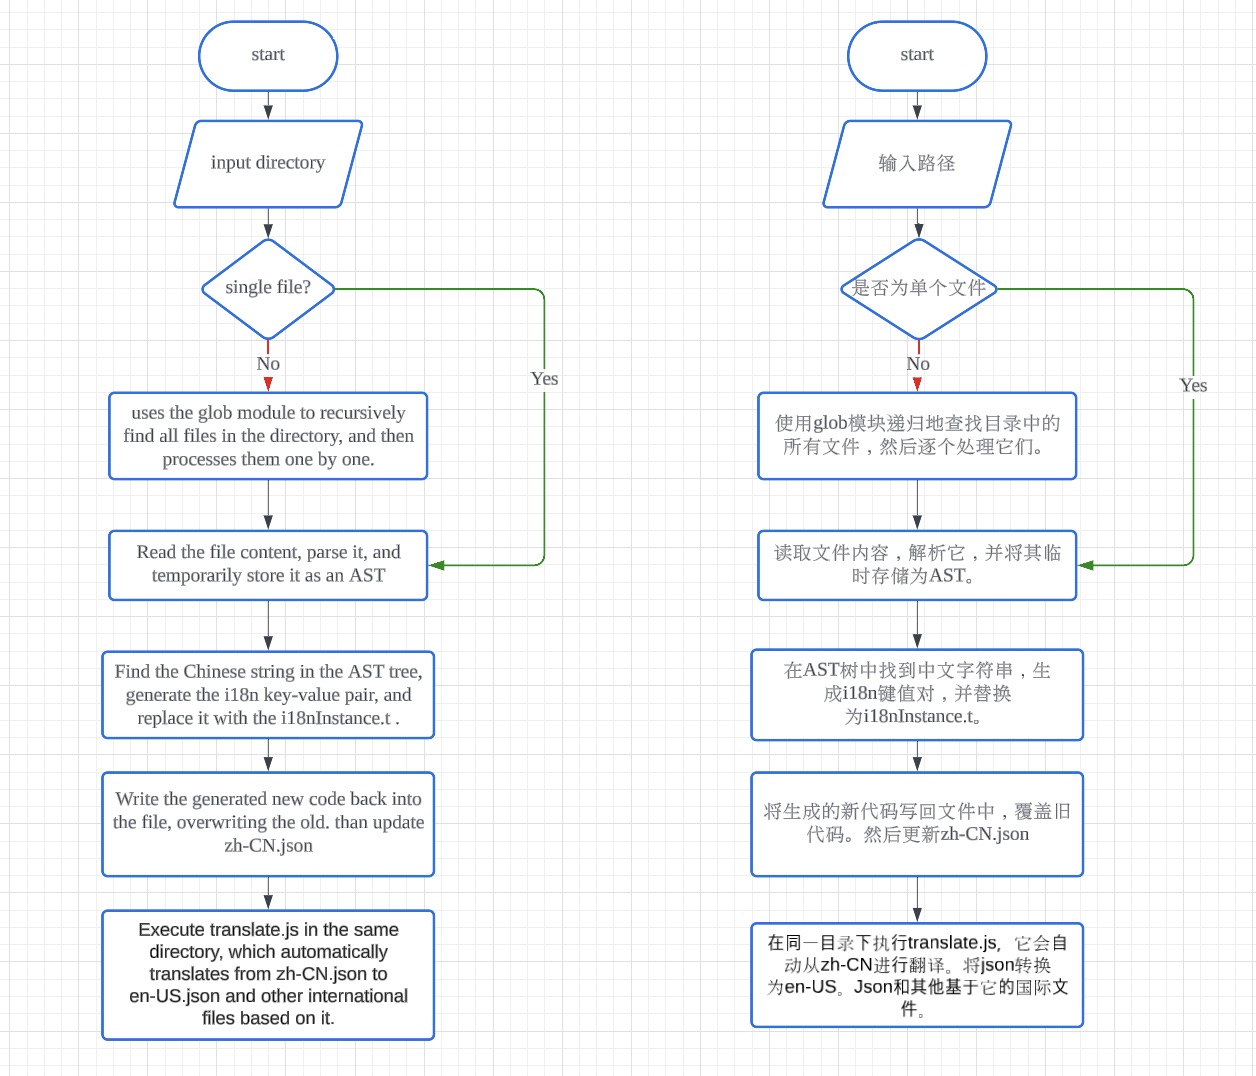 start
input directory
single file?
No
Yes
uses the glob module to recursively
find all files in the directory, and then
processes them one by one.
Read the file content, parse it, and
temporarily store it as an AST
Find the Chinese string in the AST tree,
generate the i18n key-value pair, and
replace it with the i18nInstance.t .
Write the generated new code back into
the file, overwriting the old. than update
zh-CN.json
Execute translate.js in the same
directory, which automatically
translates from zh-CN.json to
en-US.json and other international
files based on it.
start
输入路径
是否为单个文件
No
Yes
使用glob模块递归地查找目录中的
所有文件，然后逐个处理它们。
读取文件内容，解析它，并将其临
时存储为AST。
在AST树中找到中文字符串，生
成i18n键值对，并替换
为i18nInstance.t。
将生成的新代码写回文件中，覆盖旧
代码。然后更新zh-CN.json
在同一目录下执行translate.js，它会自
动从zh-CN进行翻译。将json转换
为en-US。Json和其他基于它的国际文
件。